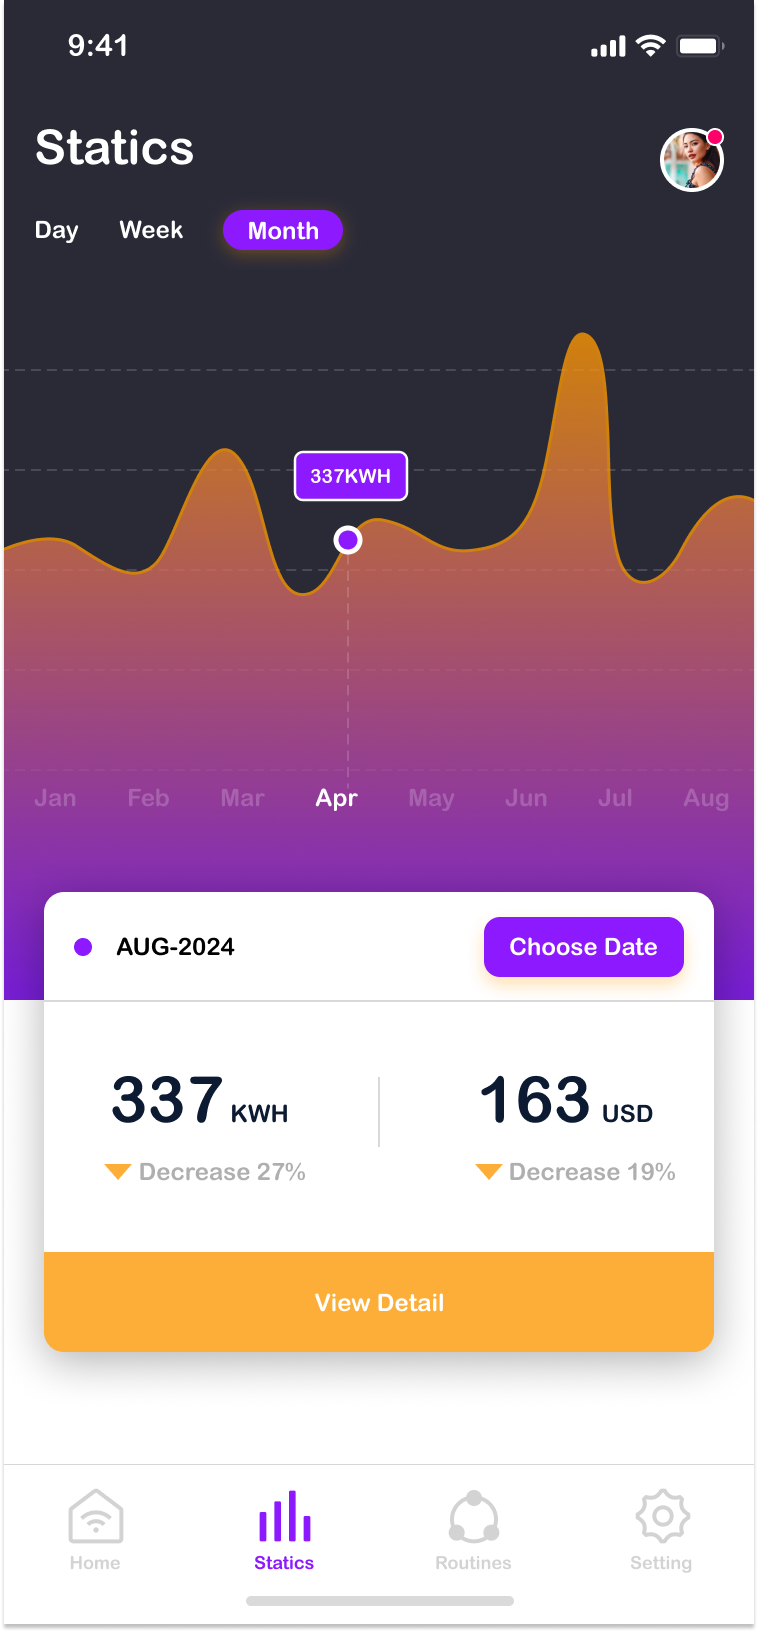 9:41
Statics
Day Week Month
337KWH
Jan Feb Mar Apr May Jun Jul Aug
AUG-2024 Choose Date
337 KWH 163 USD
Decrease 27% Decrease 19%
View Detail
Home Statics Routines Setting